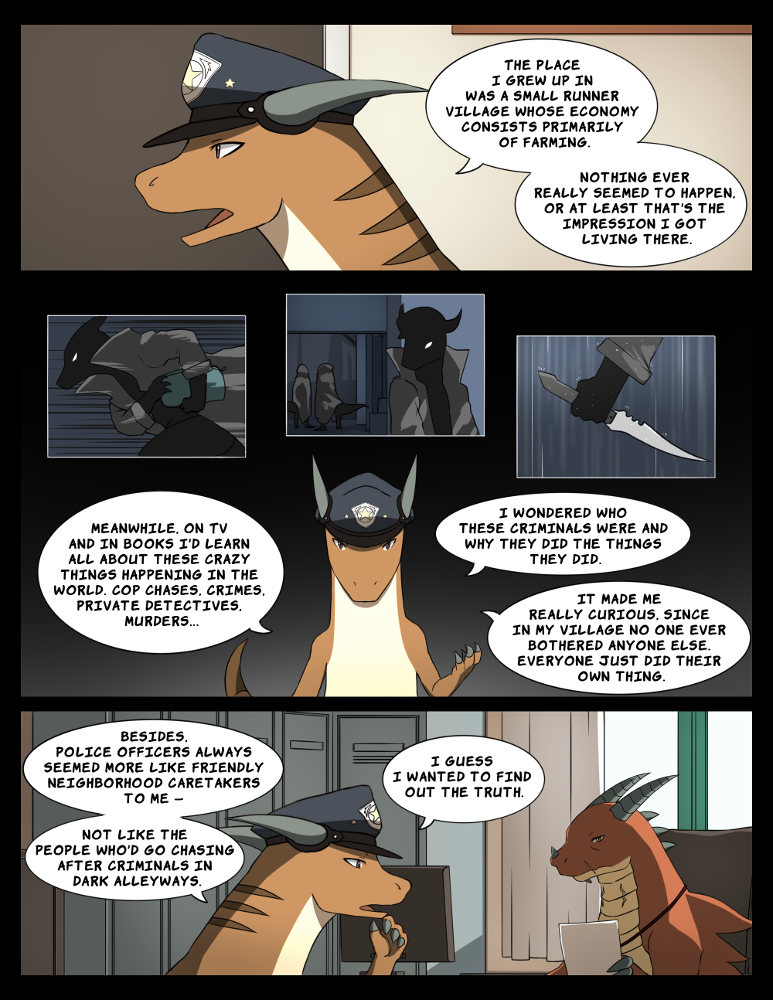 THE PLACE
I GREW UP IN
WAS A SMALL RUNNER
VILLAGE WHOSE ECONOMY
CONSISTS PRIMARILY
OF FARMING.
NOTHING EVER
REALLY SEEMED TO HAPPEN,
OR AT LEAST THAT'S THE
IMPRESSION I GOT
LIVING THERE.
MEANWHILE, ON TV
AND IN BOOKS I'D LEARN
ALL ABOUT THESE CRAZY
THINGS HAPPENING IN THE
WORLD. COP CHASES, CRIMES,
PRIVATE DETECTIVES,
MURDERS...
I WONDERED WHO
THESE CRIMINALS WERE AND
WHY THEY DID THE THINGS
THEY DID.
IT MADE ME
REALLY CURIOUS, SINCE
IN MY VILLAGE NO ONE EVER
BOTHERED ANYONE ELSE.
EVERYONE JUST DID THEIR
OWN THING.
BESIDES,
POLICE OFFICERS ALWAYS
SEEMED MORE LIKE FRIENDLY
NEIGHBORHOOD CARETAKERS
TO ME –
NOT LIKE THE
PEOPLE WHO'D GO CHASING
AFTER CRIMINALS IN
DARK ALLEYWAYS.
I GUESS
I WANTED TO FIND
OUT THE TRUTH.